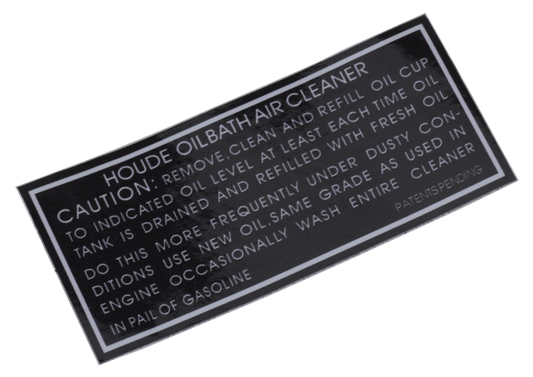 HOUDE OILBATH AIR CLEANER
CAUTION: REMOVE, CLEAN AND REFILL OIL CUP
TO INDICATED OIL LEVEL AT LEAST EACH TIME OIL
TANK IS DRAINED AND REFILLED WITH FRESH OIL
DO THIS MORE FREQUENTLY UNDER DUSTY CON-
DITIONS USE NEW OIL, SAME GRADE AS USED IN
ENGINE OCCASIONALLY WASH ENTIRE CLEANER
IN PAIL OF GASOLINE
PATENTS PENDING